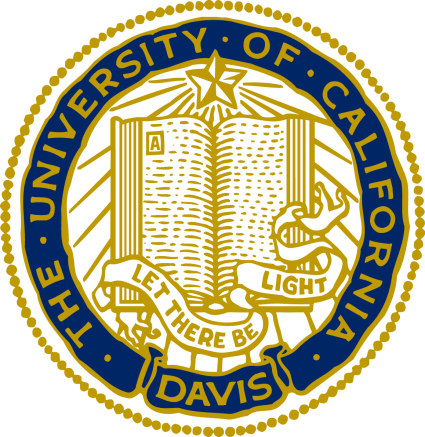 · THE · UNIVERSITY · OF · CALIFORNIA ·
A
LET THERE BE
LIGHT
DAVIS